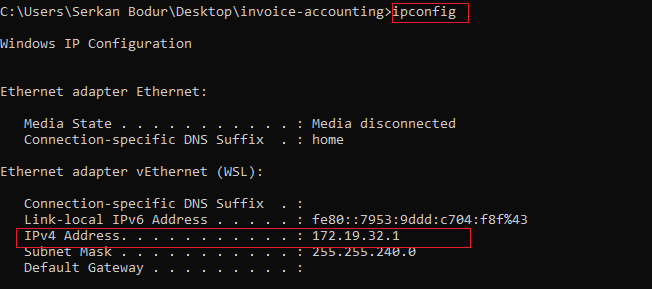 C:\Users\Serkan Bodur\Desktop\invoice-accounting>ipconfig
Windows IP Configuration
Ethernet adapter Ethernet:
Media State . . . . . . . . . . . : Media disconnected
Connection-specific DNS Suffix  . : home
Ethernet adapter vEthernet (WSL):
Connection-specific DNS Suffix  . :
Link-local IPv6 Address . . . . . : fe80::7953:9ddd:c704:f8f%43
IPv4 Address. . . . . . . . . . . : 172.19.32.1
Subnet Mask . . . . . . . . . . . : 255.255.240.0
Default Gateway . . . . . . . . . :